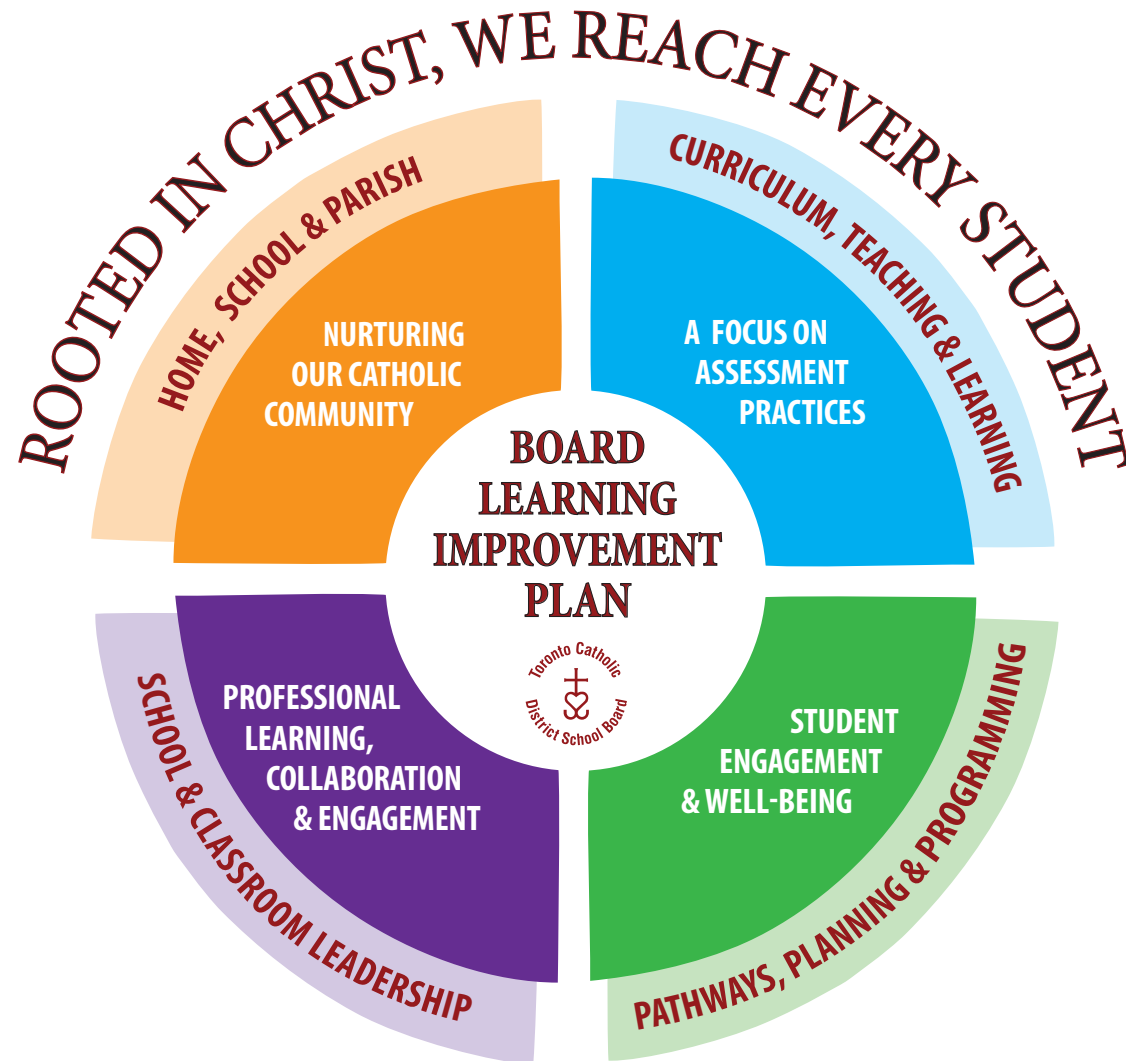 ROOTED IN CHRIST, WE REACH EVERY STUDENT
HOME, SCHOOL & PARISH
NURTURING
OUR CATHOLIC
COMMUNITY
CURRICULUM, TEACHING & LEARNING
A FOCUS ON
ASSESSMENT
PRACTICES
BOARD
LEARNING
IMPROVEMENT
PLAN
Toronto Catholic
District School Board
SCHOOL & CLASSROOM LEADERSHIP
PROFESSIONAL
LEARNING,
COLLABORATION
& ENGAGEMENT
STUDENT
ENGAGEMENT
& WELL-BEING
PATHWAYS, PLANNING & PROGRAMMING